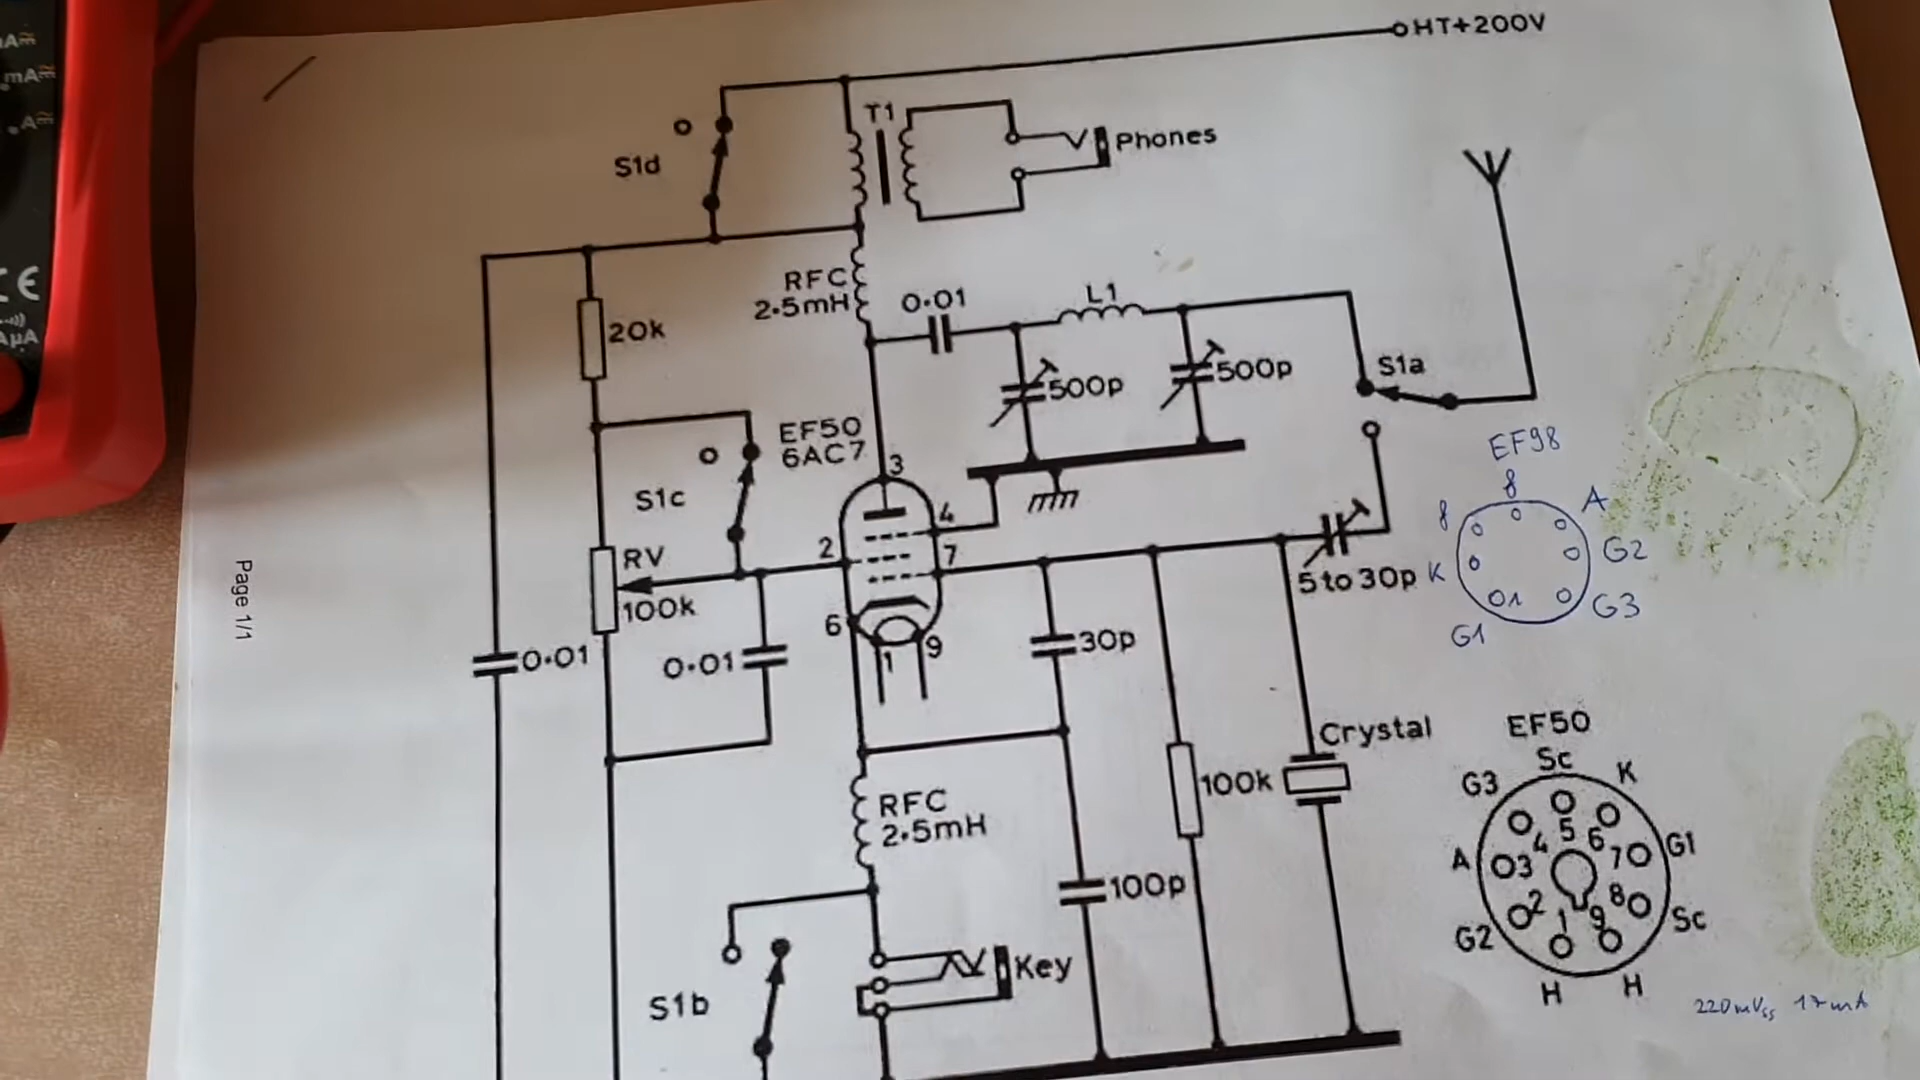 A
mA
A
CE
µA
HT+200V
T1
Phones
S1d
RFC
2.5mH
0.01
L1
20k
500p
500p
S1a
EF50
6AC7
EF98
3
S1c
4
2
7
RV
100k
5 to 30p
6
1
9
0.01
0.01
30p
Page 1/1
A
G2
K
G3
G1
Crystal
RFC
2.5mH
100k
100p
S1b
Key
EF50
Sc
G3
K
5
4
6
A
3
7
G1
2
8
1
9
G2
Sc
H
H
220mVss 17mA